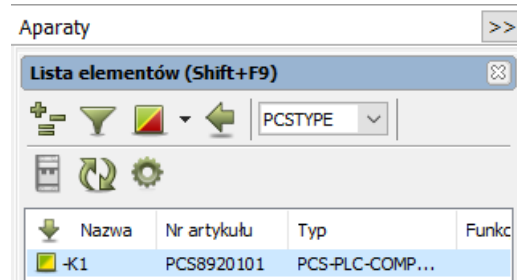 Aparaty >>
Lista elementów (Shift+F9)
PCSTYPE
Nazwa Nr artykułu Typ Funkc
-K1 PCS8920101 PCS-PLC-COMP...